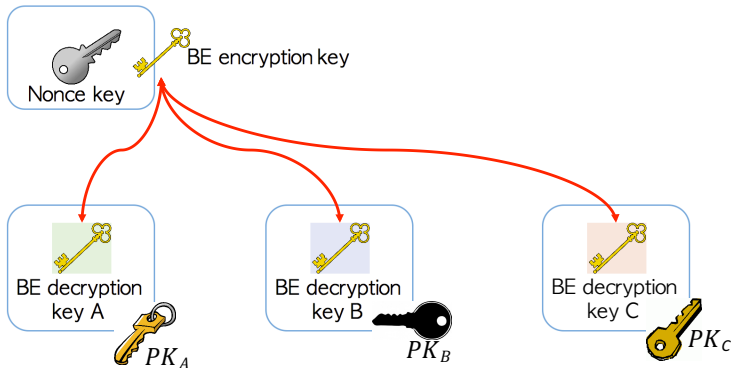 BE encryption key
Nonce key
BE decryption
key A
BE decryption
key B
BE decryption
key C
PK_A
PK_B
PK_C